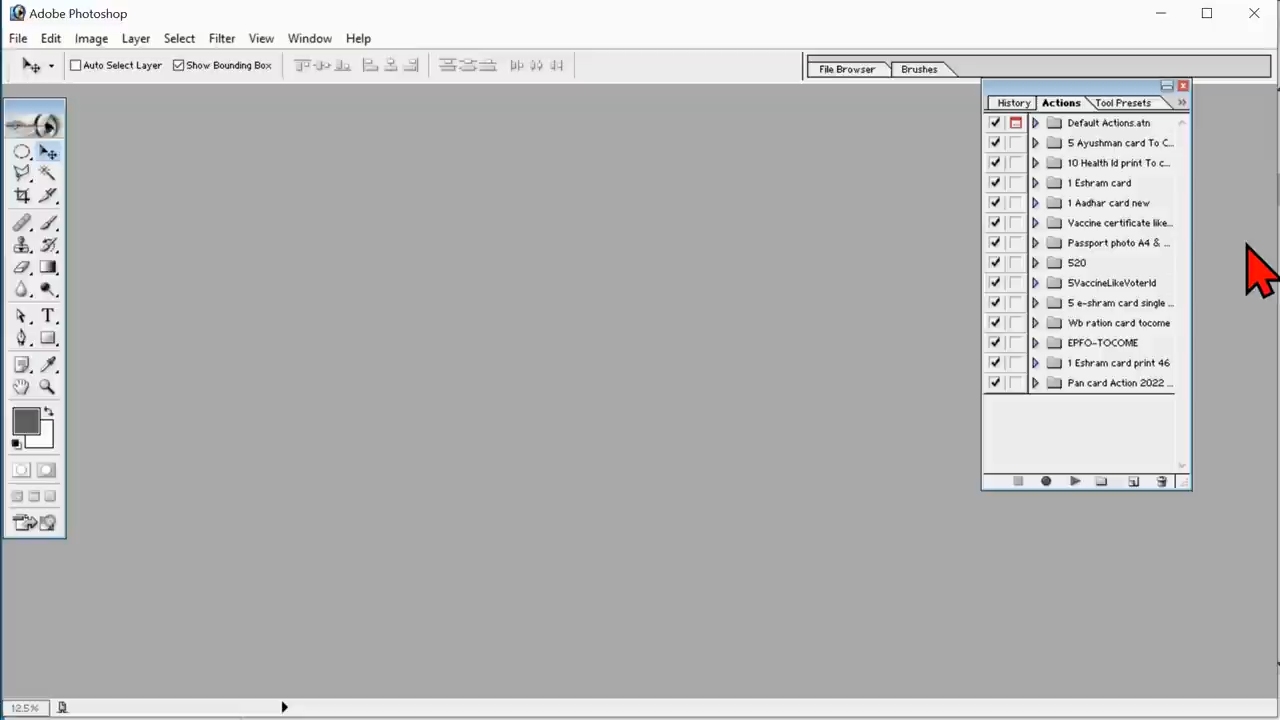 Adobe Photoshop
File Edit Image Layer Select Filter View Window Help
Auto Select Layer Show Bounding Box File Browser Brushes
History Actions Tool Presets
Default Actions.atn
5 Ayushman card To C...
10 Health Id print To c...
1 Eshram card
1 Aadhar card new
Vaccine certificate like...
Passport photo A4 & ...
520
5VaccineLikeVoterId
5 e-shram card single ...
Wb ration card tocome
EPFO-TOCOME
1 Eshram card print 46
Pan card Action 2022 ...
T
12.5%